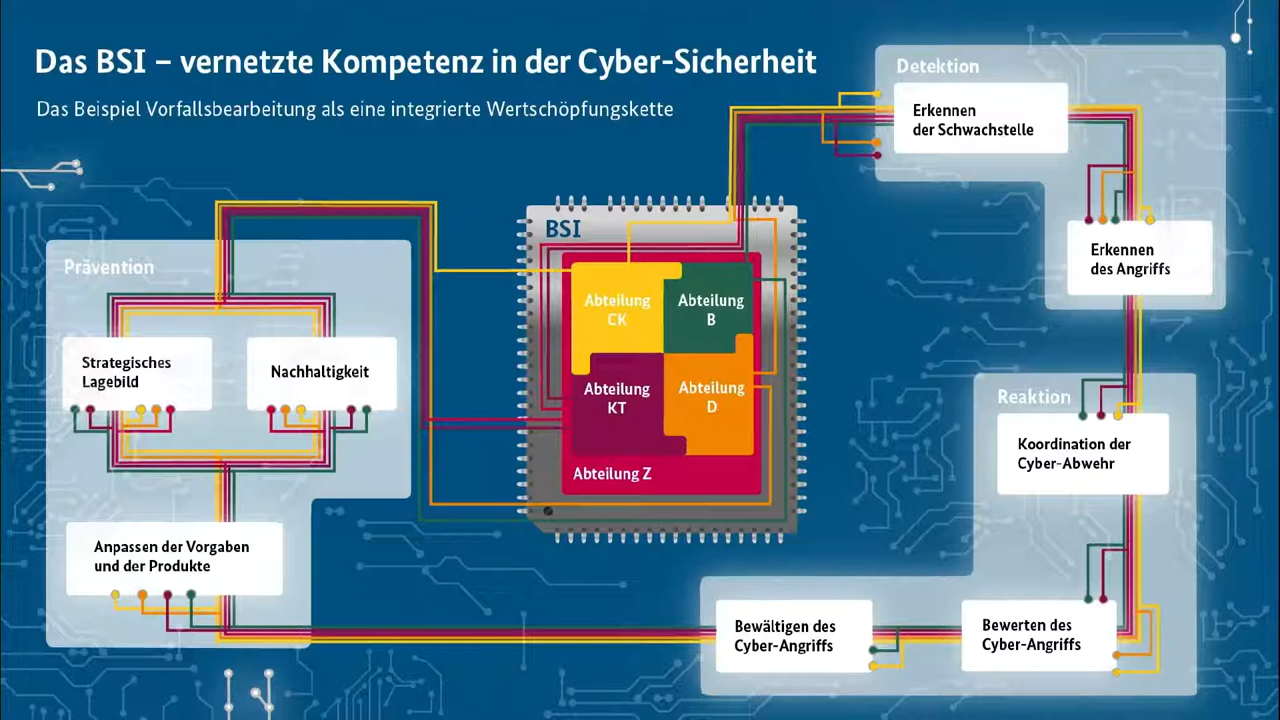 Das BSI – vernetzte Kompetenz in der Cyber-Sicherheit
Das Beispiel Vorfallsbearbeitung als eine integrierte Wertschöpfungskette
Detektion
Erkennen
der Schwachstelle
Erkennen
des Angriffs
BSI
Abteilung
CK
Abteilung
B
Abteilung
KT
Abteilung
D
Abteilung Z
Prävention
Strategisches
Lagebild
Nachhaltigkeit
Anpassen der Vorgaben
und der Produkte
Reaktion
Koordination der
Cyber-Abwehr
Bewältigen des
Cyber-Angriffs
Bewerten des
Cyber-Angriffs